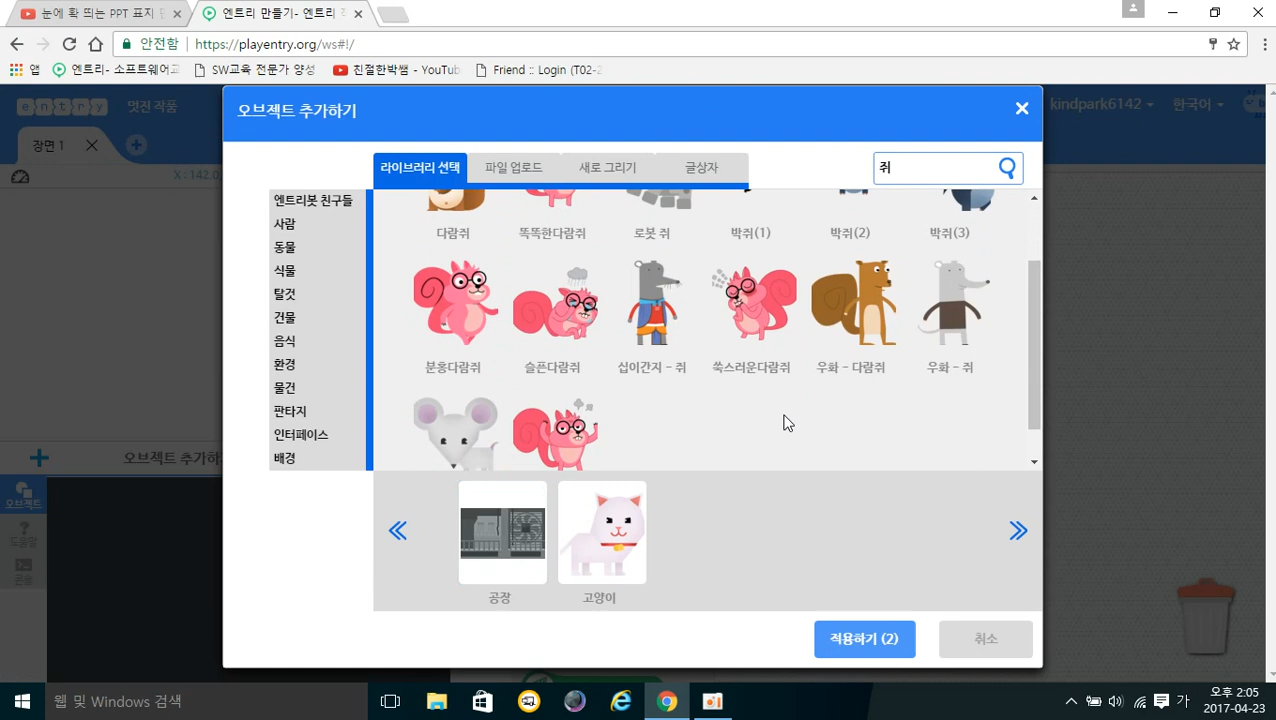 눈에 확 띄는 PPT 표지
엔트리 만들기- 엔트리
안전함 https://playentry.org/ws#!/
앱 엔트리- 소프트웨어 SW교육 전문가 양성 친절한박쌤 - YouTub Friend :: Login (T02-2
entry 멋진 작품 kindpark6142 한국어
오브젝트 추가하기
장면 1
X : 142.0
라이브러리 선택 파일 업로드 새로 그리기 글상자 쥐
엔트리봇 친구들
사람
동물
식물
탈것
건물
음식
환경
물건
판타지
인터페이스
배경
다람쥐 똑똑한다람쥐 로봇 쥐 박쥐(1) 박쥐(2) 박쥐(3)
분홍다람쥐 슬픈다람쥐 십이간지 - 쥐 쑥스러운다람쥐 우화 - 다람쥐 우화 - 쥐
오브젝트 추가하
오브젝트
도움말
콘솔
공장 고양이
적용하기 (2) 취소
웹 및 Windows 검색
가 오후 2:05
2017-04-23